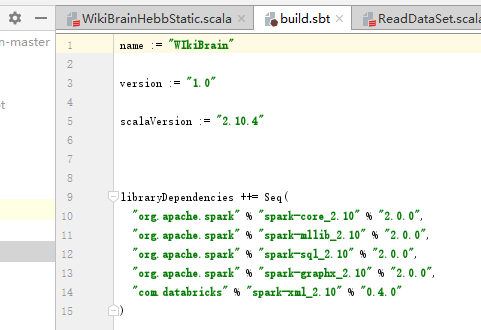 WikiBrainHebbStatic.scala
build.sbt
ReadDataSet.scala
n-master
et
1
2
3
4
5
6
7
8
9
10
11
12
13
14
15
name := "WIkiBrain"
version := "1.0"
scalaVersion := "2.10.4"
libraryDependencies ++= Seq(
"org.apache.spark" % "spark-core_2.10" % "2.0.0",
"org.apache.spark" % "spark-mllib_2.10" % "2.0.0",
"org.apache.spark" % "spark-sql_2.10" % "2.0.0",
"org.apache.spark" % "spark-graphx_2.10" % "2.0.0",
"com.databricks" % "spark-xml_2.10" % "0.4.0"
)